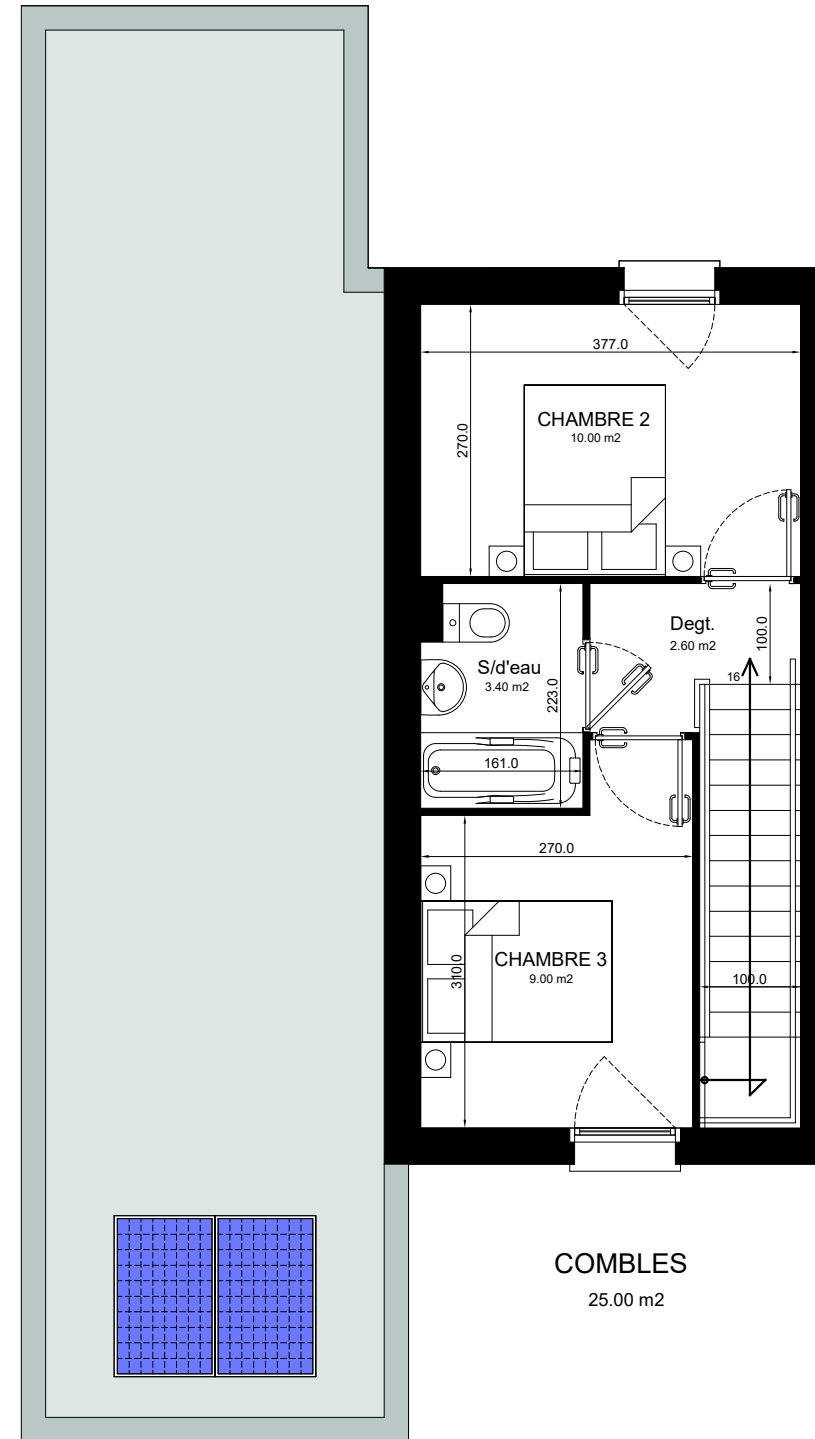 377.0
270.0
CHAMBRE 2
10.00 m2
Degt.
2.60 m2
100.0
16
S/d'eau
3.40 m2
223.0
161.0
270.0
310.0
CHAMBRE 3
9.00 m2
100.0
COMBLES
25.00 m2